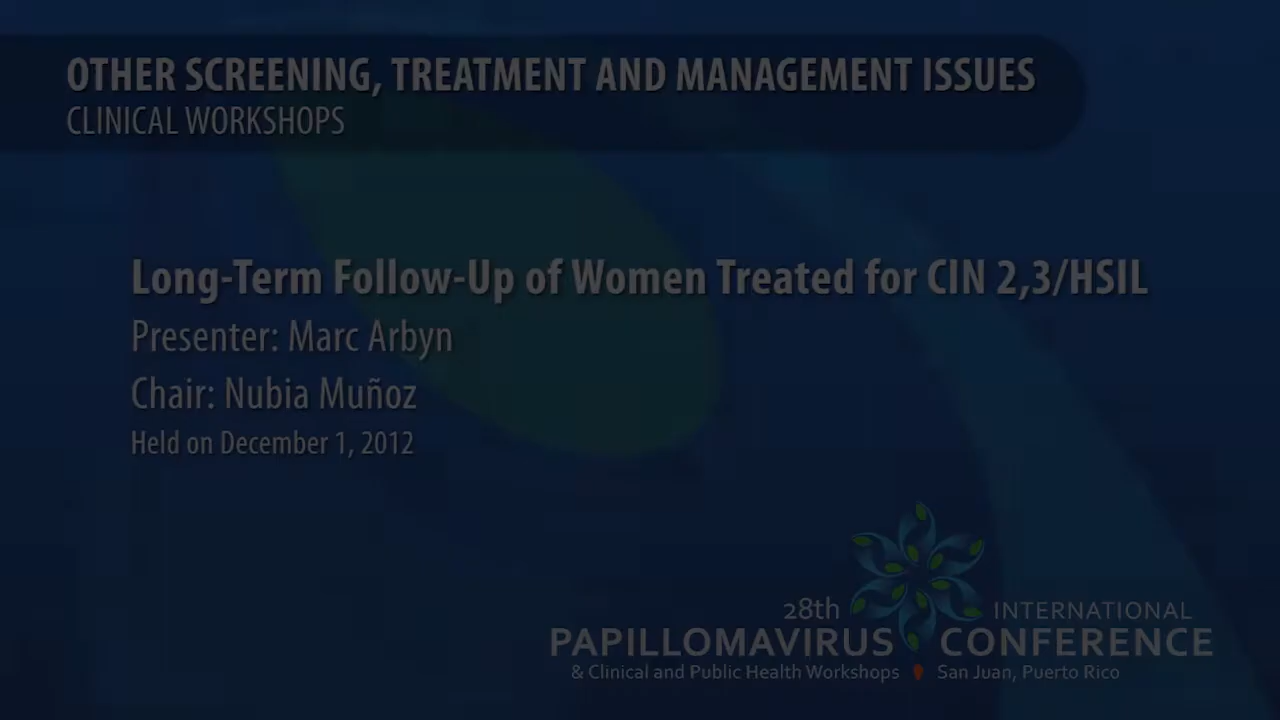 OTHER SCREENING, TREATMENT AND MANAGEMENT ISSUES
CLINICAL WORKSHOPS
Long-Term Follow-Up of Women Treated for CIN 2,3/HSIL
Presenter: Marc Arbyn
Chair: Nubia Muñoz
Held on December 1, 2012
28th INTERNATIONAL
PAPILLOMAVIRUS CONFERENCE
& Clinical and Public Health Workshops San Juan, Puerto Rico